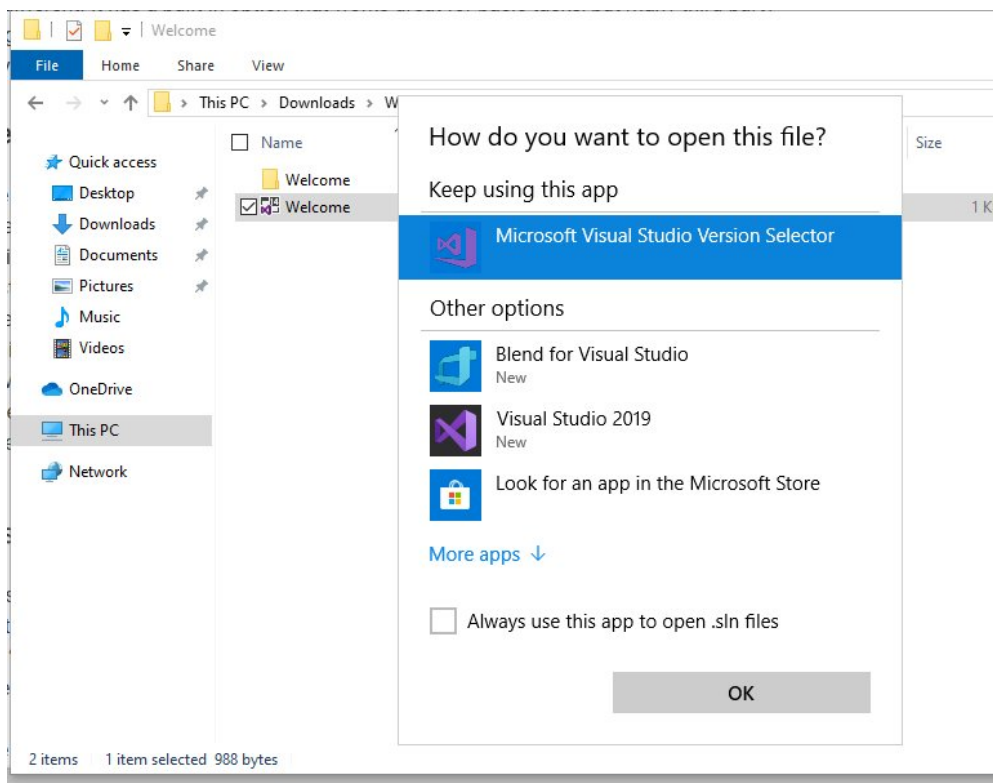 Welcome
File Home Share View
This PC > Downloads > W
Name
Size
Quick access
Desktop
Downloads
Documents
Pictures
Music
Videos
OneDrive
This PC
Network
Welcome
Welcome
1 K
How do you want to open this file?
Keep using this app
Microsoft Visual Studio Version Selector
Other options
Blend for Visual Studio
New
Visual Studio 2019
New
Look for an app in the Microsoft Store
More apps
Always use this app to open .sln files
OK
2 items 1 item selected 988 bytes